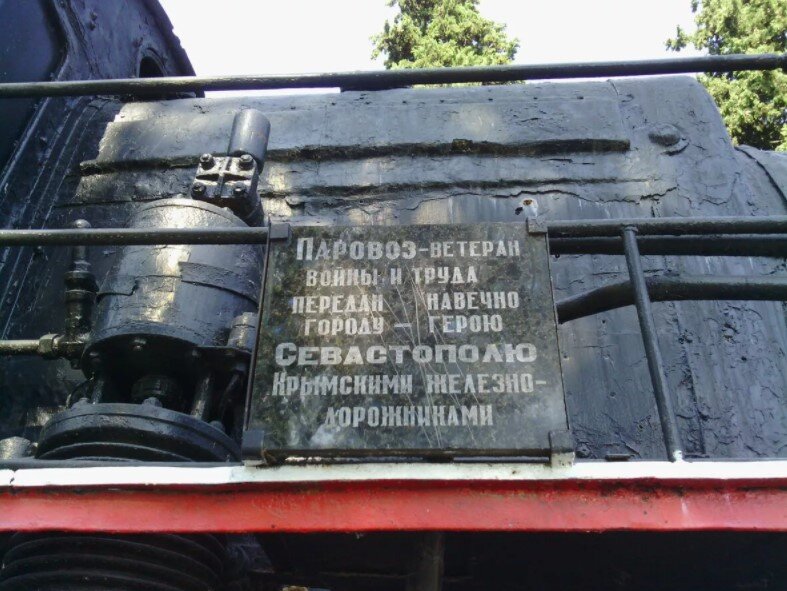 Паровоз-ветеран
войны и труда
передан навечно
городу - герою
Севастополю
Крымскими железно-
дорожниками